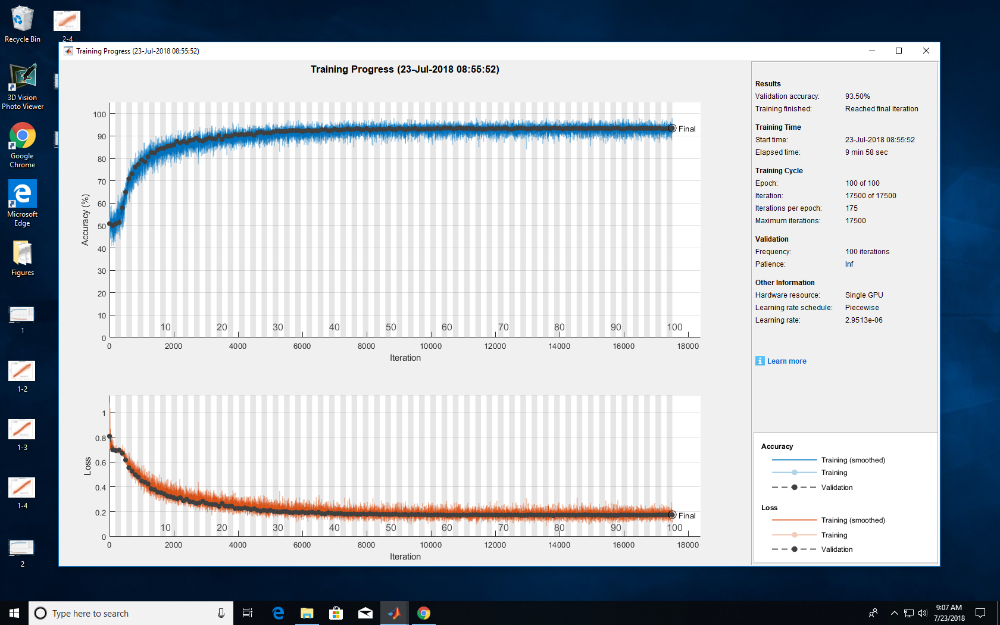 Recycle Bin
2-4
3D Vision
Photo Viewer
Google
Chrome
Microsoft
Edge
Figures
1
1-2
1-3
1-4
2
Training Progress (23-Jul-2018 08:55:52)
Training Progress (23-Jul-2018 08:55:52)
100
90
80
70
60
50
40
30
20
10
0
Accuracy (%)
Final
10 20 30 40 50 60 70 80 90 100
0 2000 4000 6000 8000 10000 12000 14000 16000 18000
Iteration
1
0.8
0.6
0.4
0.2
0
Loss
Final
10 20 30 40 50 60 70 80 90 100
0 2000 4000 6000 8000 10000 12000 14000 16000 18000
Iteration
Results
Validation accuracy: 93.50%
Training finished: Reached final iteration
Training Time
Start time: 23-Jul-2018 08:55:52
Elapsed time: 9 min 58 sec
Training Cycle
Epoch: 100 of 100
Iteration: 17500 of 17500
Iterations per epoch: 175
Maximum iterations: 17500
Validation
Frequency: 100 iterations
Patience: Inf
Other Information
Hardware resource: Single GPU
Learning rate schedule: Piecewise
Learning rate: 2.9513e-06
i Learn more
Accuracy
Training (smoothed)
Training
Validation
Loss
Training (smoothed)
Training
Validation
Type here to search
9:07 AM
7/23/2018